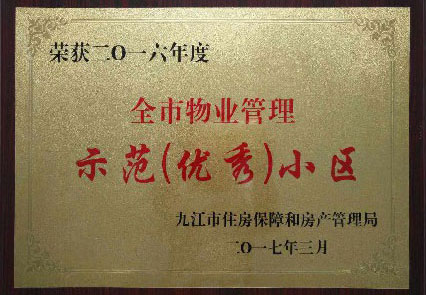 荣获二〇一六年度
全市物业管理
示范(优秀)小区
九江市住房保障和房产管理局
二〇一七年三月